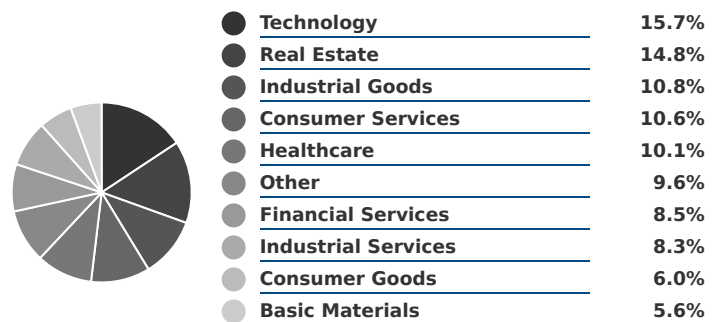 Technology 15.7%
Real Estate 14.8%
Industrial Goods 10.8%
Consumer Services 10.6%
Healthcare 10.1%
Other 9.6%
Financial Services 8.5%
Industrial Services 8.3%
Consumer Goods 6.0%
Basic Materials 5.6%